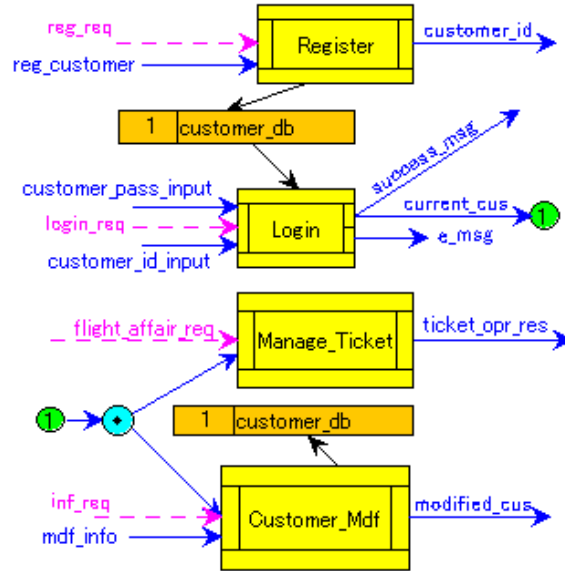 reg_req
customer_id
Register
reg_customer
1 customer_db
success_msg
customer_pass_input
current_cus
1
login_req
Login
e_msg
customer_id_input
flight_affair_req
ticket_opr_res
Manage_Ticket
1
1 customer_db
inf_req
modified_cus
Customer_Mdf
mdf_info